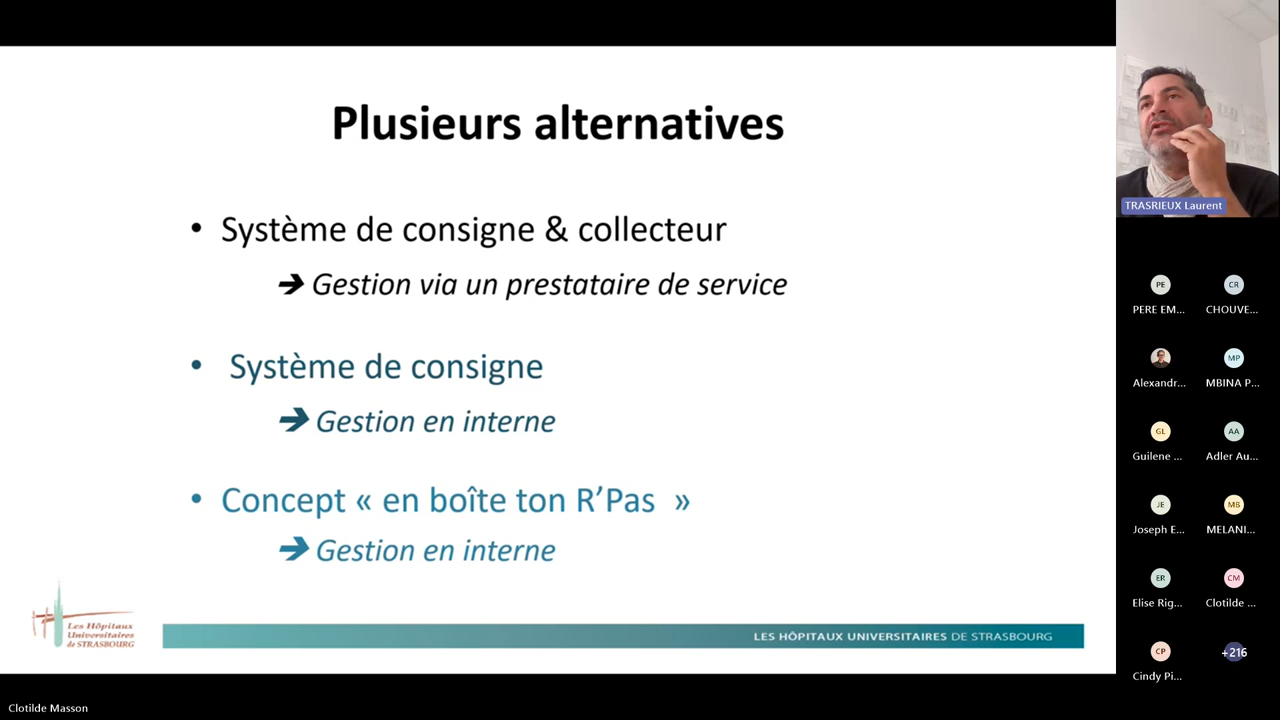 Plusieurs alternatives
• Système de consigne & collecteur
➔ Gestion via un prestataire de service
• Système de consigne
➔ Gestion en interne
• Concept « en boîte ton R’Pas »
➔ Gestion en interne
Les Hôpitaux
Universitaires
de STRASBOURG
LES HÔPITAUX UNIVERSITAIRES DE STRASBOURG
TRASRIEUX Laurent
PE CR
PERE EM... CHOUVE...
MP
Alexandr... MBINA P...
GL AA
Guilene ... Adler Au...
JE MB
Joseph E... MELANI...
ER CM
Elise Rig... Clotilde ...
CP +216
Cindy Pi...
Clotilde Masson